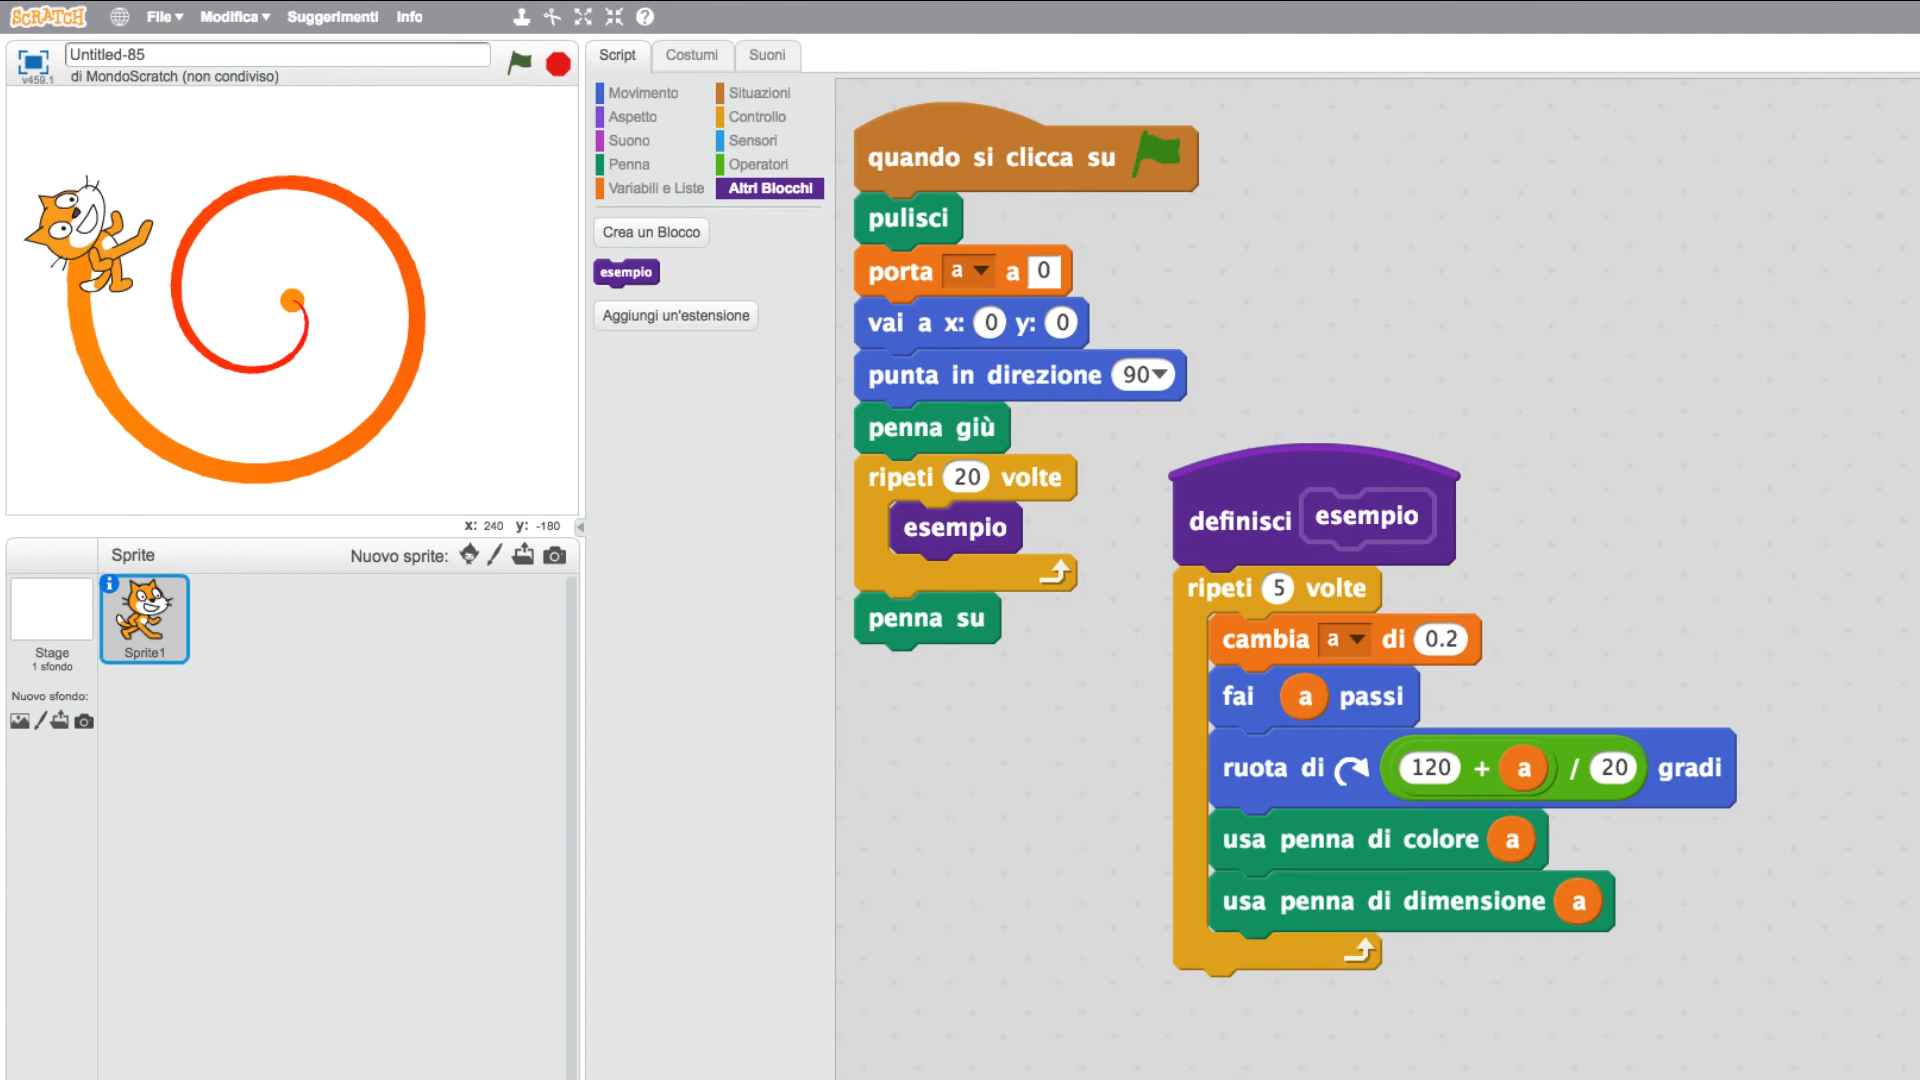 SCRATCH File Modifica Suggerimenti Info
Untitled-85
di MondoScratch (non condiviso)
v459.1
x: 240 y: -180
Sprite Nuovo sprite:
Sprite1
Stage
1 sfondo
Nuovo sfondo:
Script Costumi Suoni
Movimento Situazioni
Aspetto Controllo
Suono Sensori
Penna Operatori
Variabili e Liste Altri Blocchi
Crea un Blocco
esempio
Aggiungi un'estensione
quando si clicca su
pulisci
porta a a 0
vai a x: 0 y: 0
punta in direzione 90
penna giù
ripeti 20 volte
esempio
penna su
definisci esempio
ripeti 5 volte
cambia a di 0.2
fai a passi
ruota di 120 + a / 20 gradi
usa penna di colore a
usa penna di dimensione a